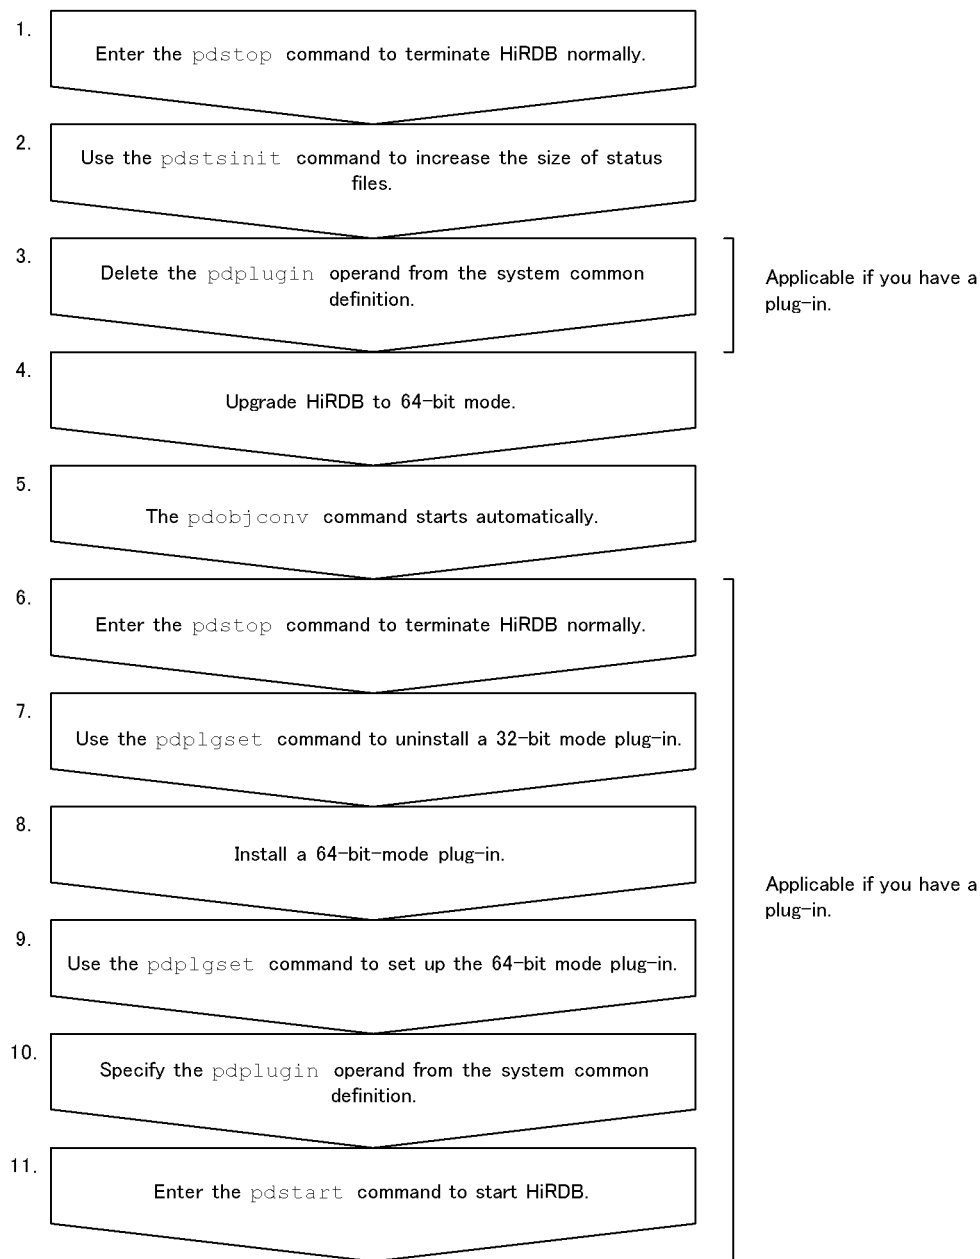 1.
Enter the pdstop command to terminate HiRDB normally.
2.
Use the pdstsinit command to increase the size of status
files.
3.
Delete the pdplugin operand from the system common
definition.
Applicable if you have a
plug-in.
4.
Upgrade HiRDB to 64-bit mode.
5.
The pdobjconv command starts automatically.
6.
Enter the pdstop command to terminate HiRDB normally.
7.
Use the pdplgset command to uninstall a 32-bit mode plug-in.
8.
Install a 64-bit-mode plug-in.
Applicable if you have a
plug-in.
9.
Use the pdplgset command to set up the 64-bit mode plug-in.
10.
Specify the pdplugin operand from the system common
definition.
11.
Enter the pdstart command to start HiRDB.